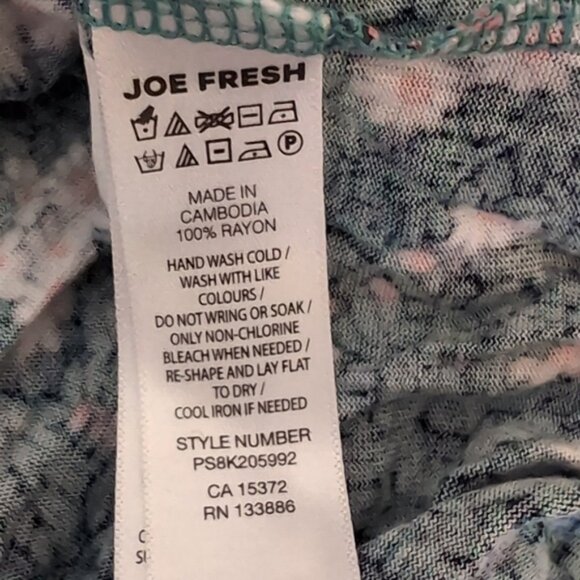 JOE FRESH
P
MADE IN
CAMBODIA
100% RAYON
HAND WASH COLD /
WASH WITH LIKE
COLOURS /
DO NOT WRING OR SOAK /
ONLY NON-CHLORINE
BLEACH WHEN NEEDED /
RE-SHAPE AND LAY FLAT
TO DRY /
COOL IRON IF NEEDED
STYLE NUMBER
PS8K205992
CA 15372
RN 133886